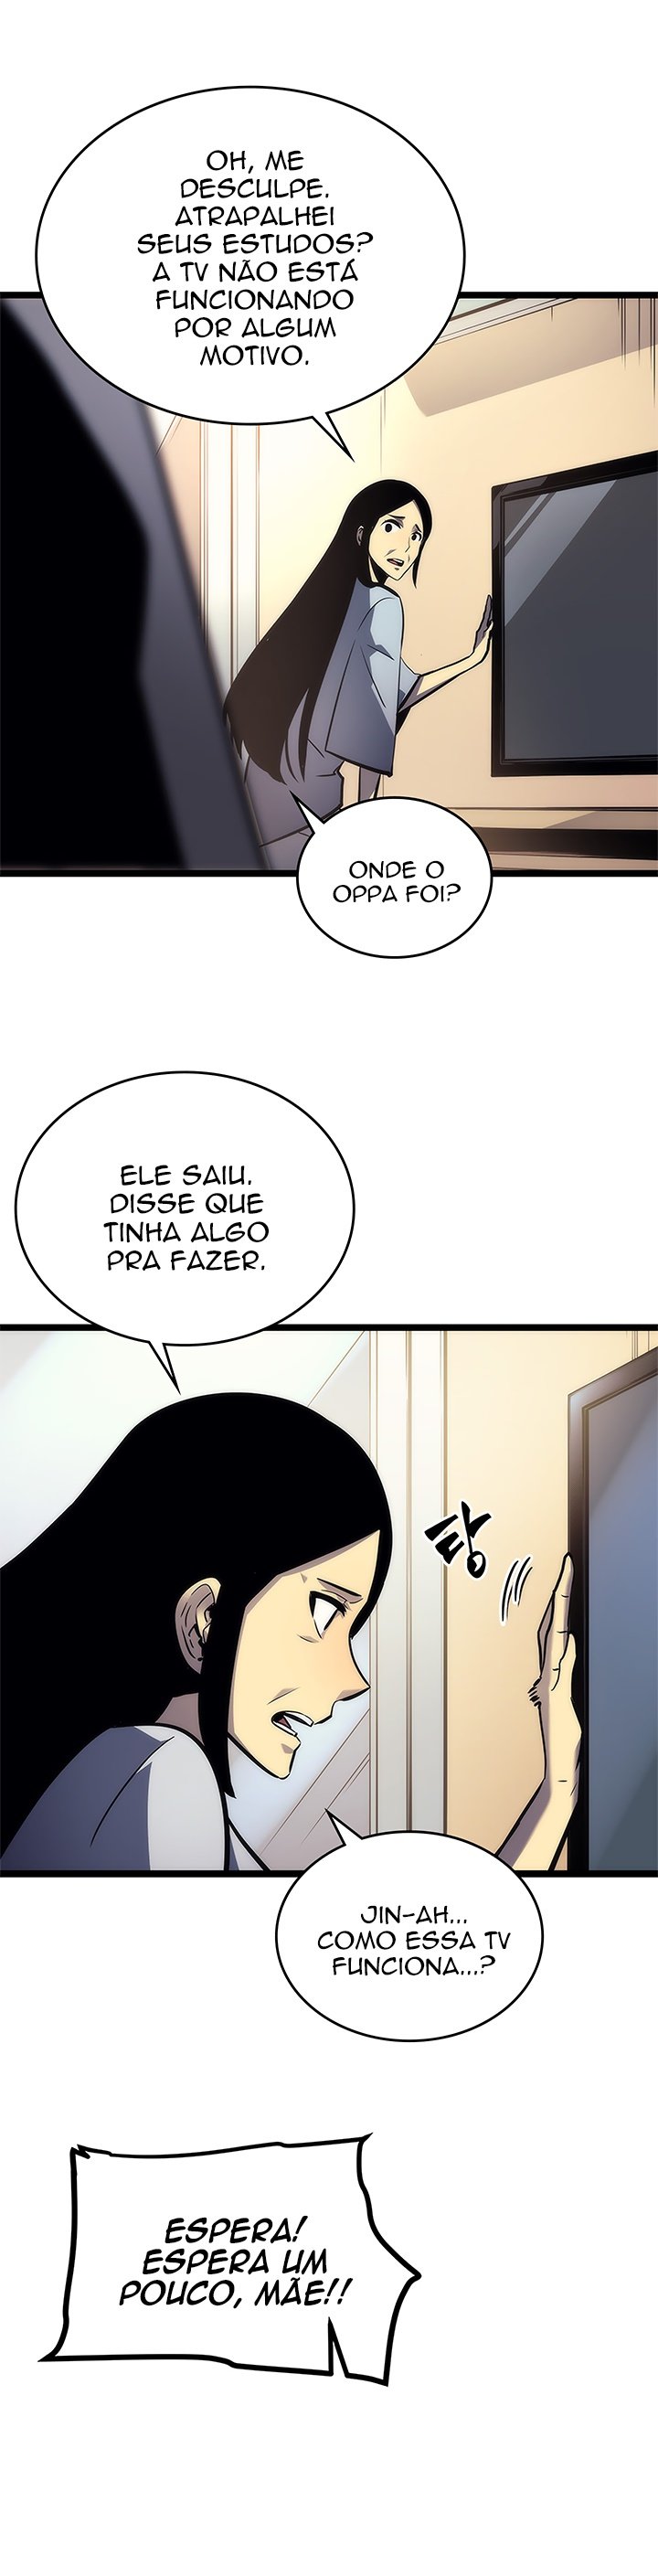 OH, ME
DESCULPE.
ATRAPALHEI
SEUS ESTUDOS?
A TV NÃO ESTÁ
FUNCIONANDO
POR ALGUM
MOTIVO.
ONDE O
OPPA FOI?
ELE SAIU.
DISSE QUE
TINHA ALGO
PRA FAZER.
탕
JIN-AH...
COMO ESSA TV
FUNCIONA...?
ESPERA!
ESPERA UM
POUCO, MÃE!!